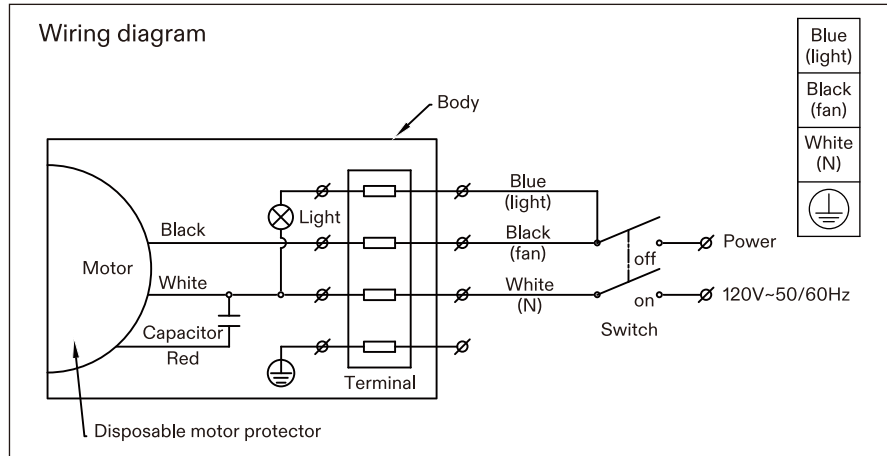 Wiring diagram
Blue
(light)
Black
(fan)
White
(N)
Body
Blue
(light)
Light
Black
Black
(fan)
Power
off
Motor
White
White
(N)
on
120V~50/60Hz
Capacitor
Switch
Red
Terminal
Disposable motor protector